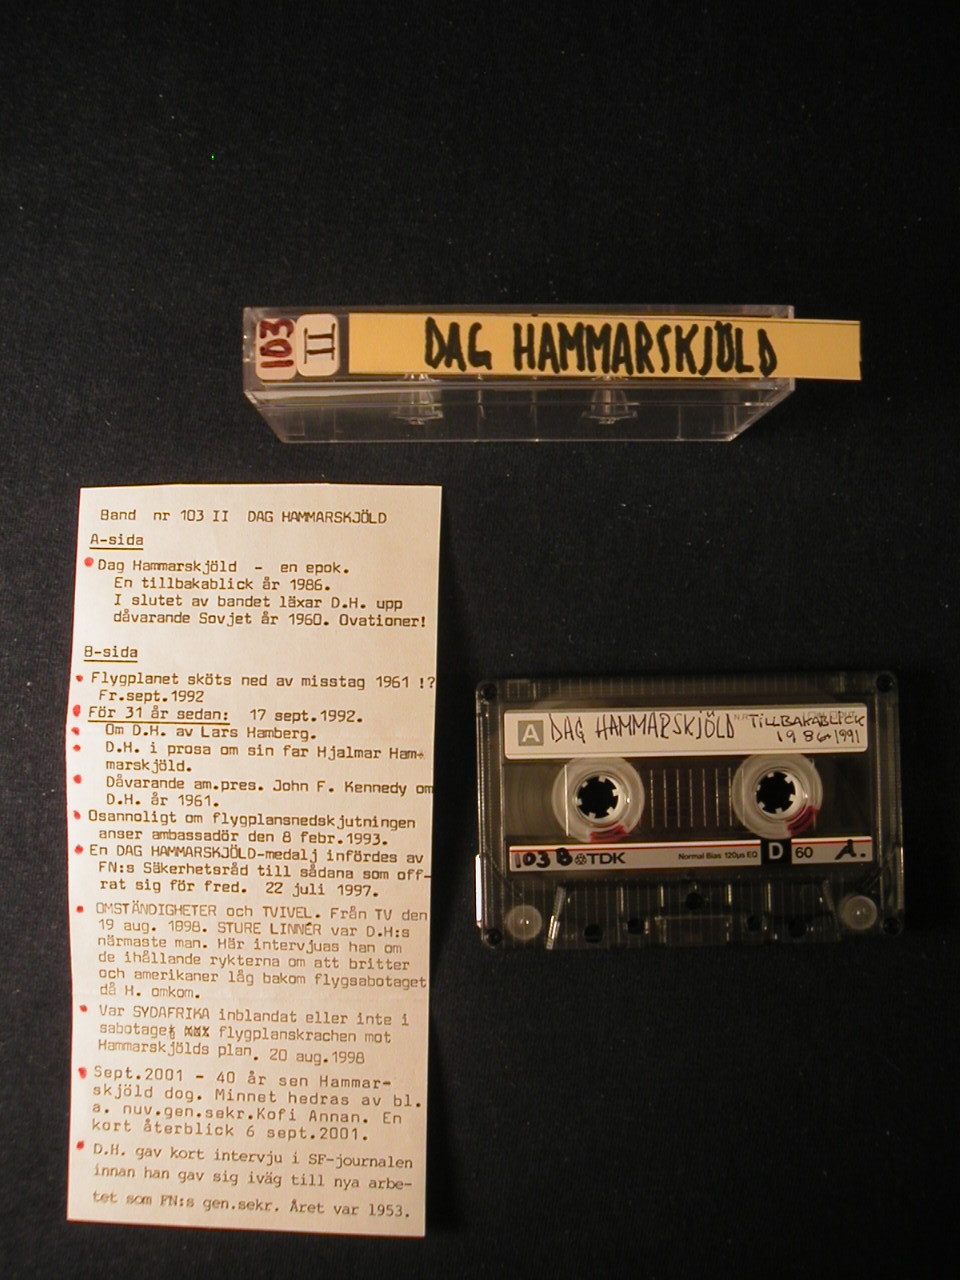 103 II DAG HAMMARSKJÖLD
Band nr 103 II DAG HAMMARSKJÖLD
A-sida
Dag Hammarskjöld - en epok.
En tillbakablick år 1986.
I slutet av bandet läxar D.H. upp
dåvarande Sovjet år 1960. Ovationer!
B-sida
Flygplanet sköts ned av misstag 1961 !?
Fr.sept.1992
För 31 år sedan: 17 sept.1992.
Om D.H. av Lars Hamberg.
D.H. i prosa om sin far Hjalmar Ham-
marskjöld.
Dåvarande am.pres. John F. Kennedy om
D.H. år 1961.
Osannoligt om flygplansnedskjutningen
anser ambassadör den 8 febr.1993.
En DAG HAMMARSKJÖLD-medalj infördes av
FN:s Säkerhetsråd till sådana som off-
rat sig för fred. 22 juli 1997.
OMSTÄNDIGHETER och TVIVEL. Från TV den
19 aug. 1898. STURE LINNÉR var D.H:s
närmaste man. Här intervjuas han om
de ihållande rykterna om att britter
och amerikaner låg bakom flygsabotaget
då H. omkom.
Var SYDAFRIKA inblandat eller inte i
sabotaget xxx flygplanskrachen mot
Hammarskjölds plan. 20 aug.1998
Sept.2001 - 40 år sen Hammar-
skjöld dog. Minnet hedras av bl.
a. nuv.gen.sekr.Kofi Annan. En
kort återblick 6 sept.2001.
D.H. gav kort intervju i SF-journalen
innan han gav sig iväg till nya arbe-
tet som FN:s gen.sekr. Året var 1953.
A DAG HAMMARSKJÖLD TILLBAKABLICK
1986+1991
103 B TDK Normal Bias 120µs EQ D 60